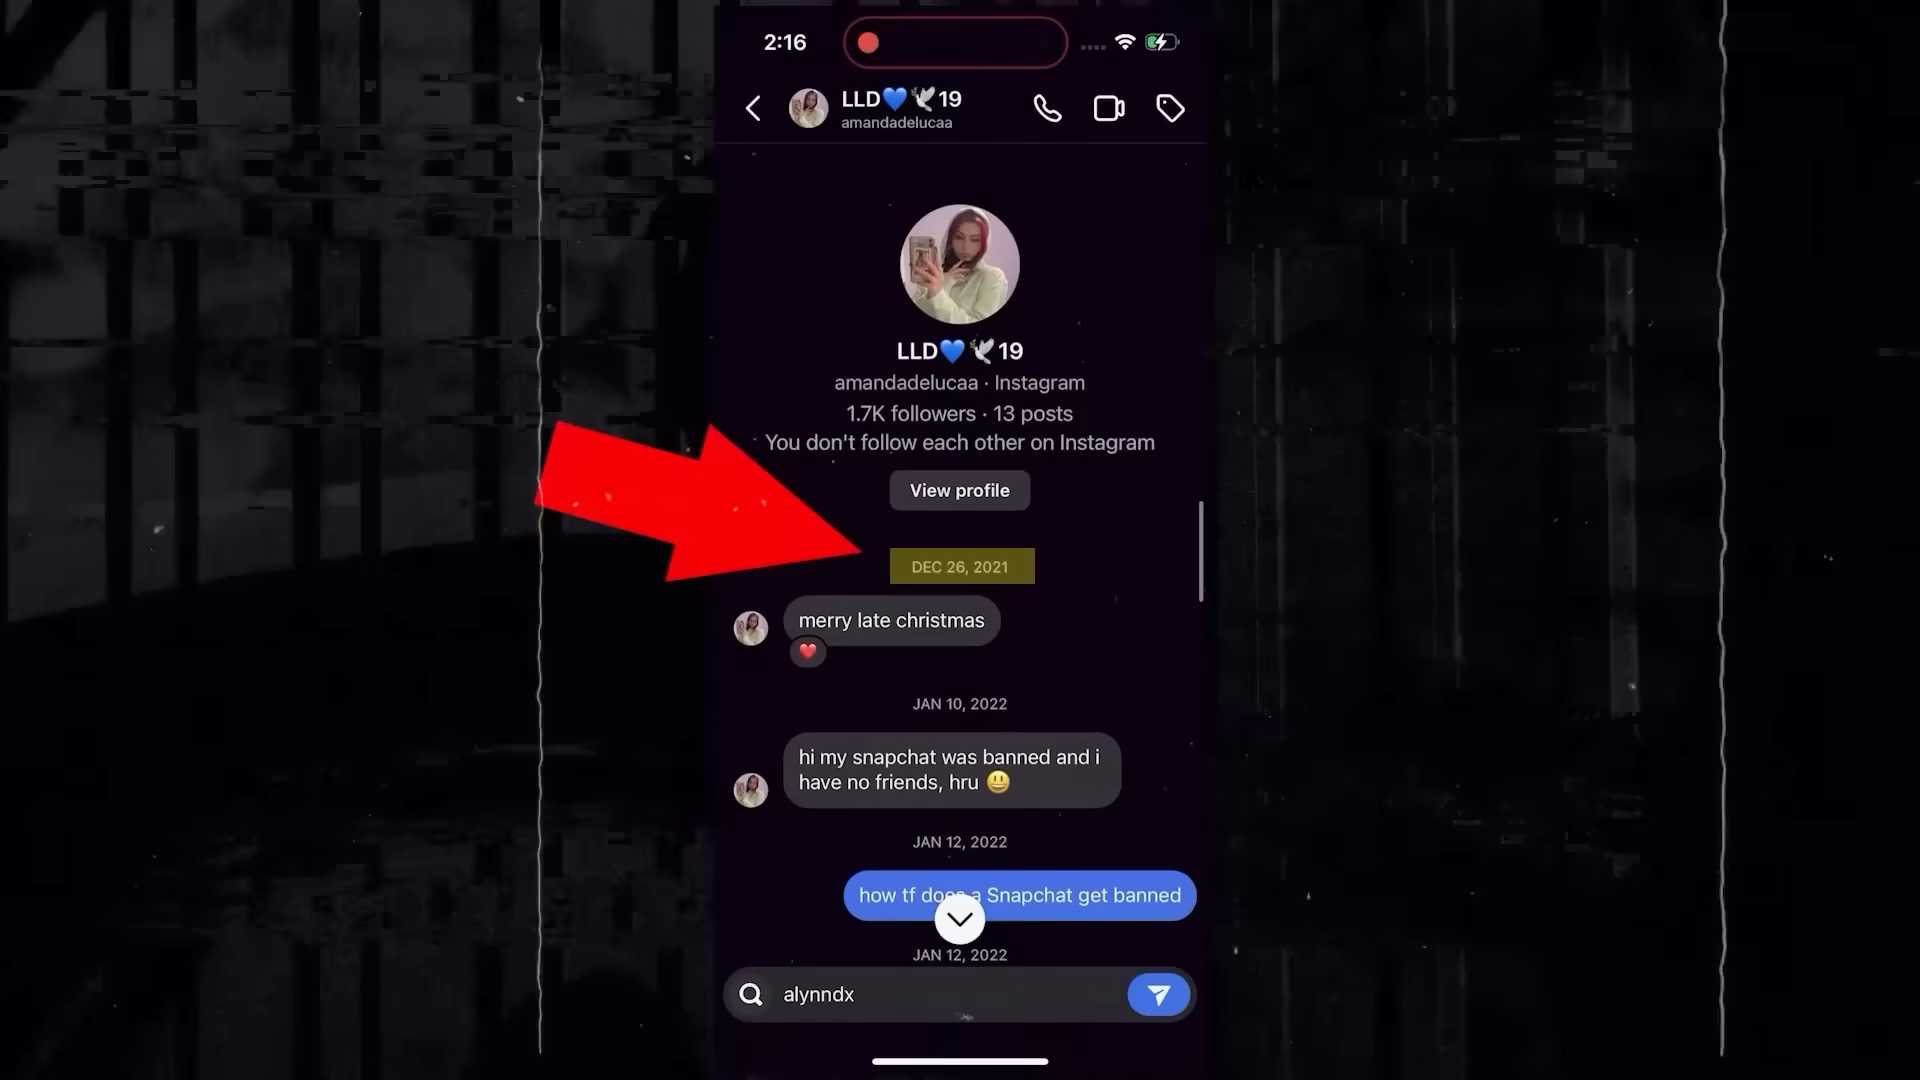 2:16
LLD💙🕊19
amandadelucaa
LLD💙🕊19
amandadelucaa · Instagram
1.7K followers · 13 posts
You don't follow each other on Instagram
View profile
DEC 26, 2021
merry late christmas
❤️
JAN 10, 2022
hi my snapchat was banned and i
have no friends, hru 😃
JAN 12, 2022
how tf does a Snapchat get banned
JAN 12, 2022
alynndx